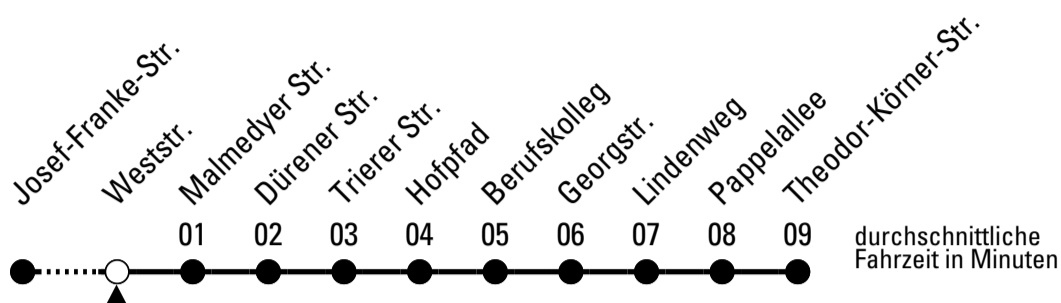 Josef-Franke-Str.
Weststr.
Malmedyer Str.
Dürener Str.
Trierer Str.
Hofpfad
Berufskolleg
Georgstr.
Lindenweg
Pappelallee
Theodor-Körner-Str.
01 02 03 04 05 06 07 08 09
durchschnittliche
Fahrzeit in Minuten